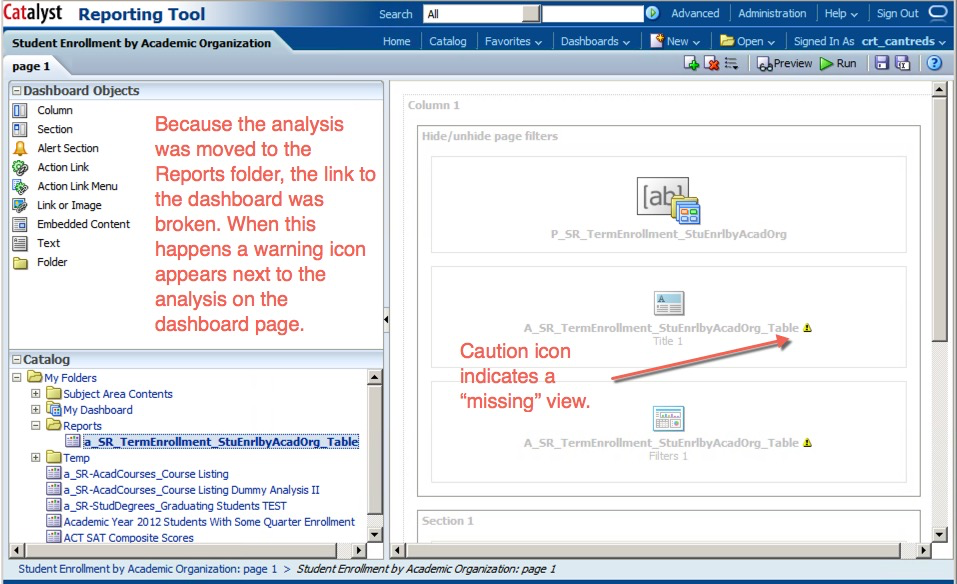 Catalyst Reporting Tool
Search All Advanced Administration Help Sign Out
Student Enrollment by Academic Organization
Home Catalog Favorites Dashboards New Open Signed In As crt_cantreds
page 1
Preview Run
Dashboard Objects
Column
Section
Alert Section
Action Link
Action Link Menu
Link or Image
Embedded Content
Text
Folder
Because the analysis
was moved to the
Reports folder, the link to
the dashboard was
broken. When this
happens a warning icon
appears next to the
analysis on the
dashboard page.
Catalog
My Folders
Subject Area Contents
My Dashboard
Reports
a_SR_TermEnrollment_StuEnrlbyAcadOrg_Table
Temp
a_SR-AcadCourses_Course Listing
a_SR-AcadCourses_Course Listing Dummy Analysis II
a_SR-StudDegrees_Graduating Students TEST
Academic Year 2012 Students With Some Quarter Enrollment
ACT SAT Composite Scores
Column 1
Hide/unhide page filters
[ab]
P_SR_TermEnrollment_StuEnrlbyAcadOrg
A_SR_TermEnrollment_StuEnrlbyAcadOrg_Table
Title 1
Caution icon
indicates a
“missing” view.
A_SR_TermEnrollment_StuEnrlbyAcadOrg_Table
Filters 1
Section 1
Student Enrollment by Academic Organization: page 1 > Student Enrollment by Academic Organization: page 1